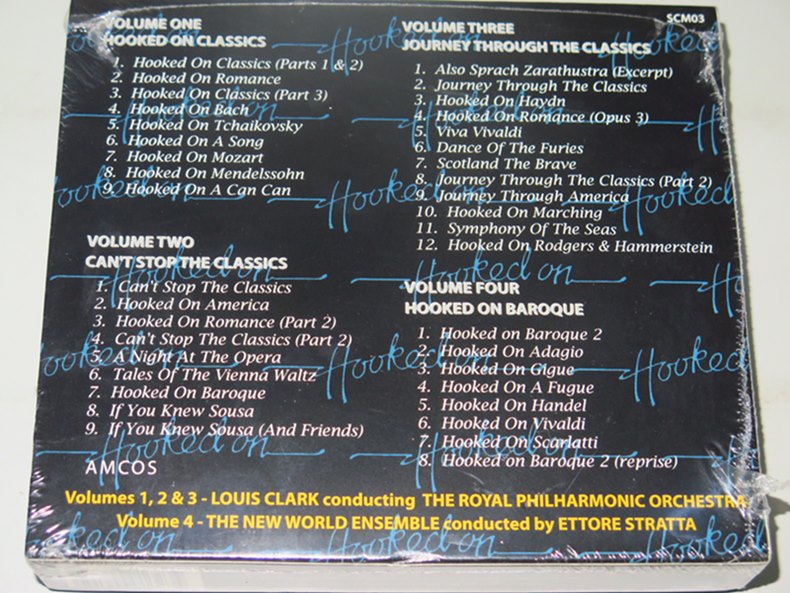 VOLUME ONE
HOOKED ON CLASSICS
1. Hooked On Classics (Parts 1 & 2)
2. Hooked On Romance
3. Hooked On Classics (Part 3)
4. Hooked On Bach
5. Hooked On Tchaikovsky
6. Hooked On A Song
7. Hooked On Mozart
8. Hooked On Mendelssohn
9. Hooked On A Can Can
VOLUME TWO
CAN'T STOP THE CLASSICS
1. Can't Stop The Classics
2. Hooked On America
3. Hooked On Romance (Part 2)
4. Can't Stop The Classics (Part 2)
5. A Night At The Opera
6. Tales Of The Vienna Waltz
7. Hooked On Baroque
8. If You Knew Sousa
9. If You Knew Sousa (And Friends)
AMCOS
SCM03
VOLUME THREE
JOURNEY THROUGH THE CLASSICS
1. Also Sprach Zarathustra (Excerpt)
2. Journey Through The Classics
3. Hooked On Haydn
4. Hooked On Romance (Opus 3)
5. Viva Vivaldi
6. Dance Of The Furies
7. Scotland The Brave
8. Journey Through The Classics (Part 2)
9. Journey Through America
10. Hooked On Marching
11. Symphony Of The Seas
12. Hooked On Rodgers & Hammerstein
VOLUME FOUR
HOOKED ON BAROQUE
1. Hooked on Baroque 2
2. Hooked On Adagio
3. Hooked On Gigue
4. Hooked On A Fugue
5. Hooked On Handel
6. Hooked On Vivaldi
7. Hooked On Scarlatti
8. Hooked on Baroque 2 (reprise)
Volumes 1, 2 & 3 - LOUIS CLARK conducting THE ROYAL PHILHARMONIC ORCHESTRA
Volume 4 - THE NEW WORLD ENSEMBLE conducted by ETTORE STRATTA
Hooked on